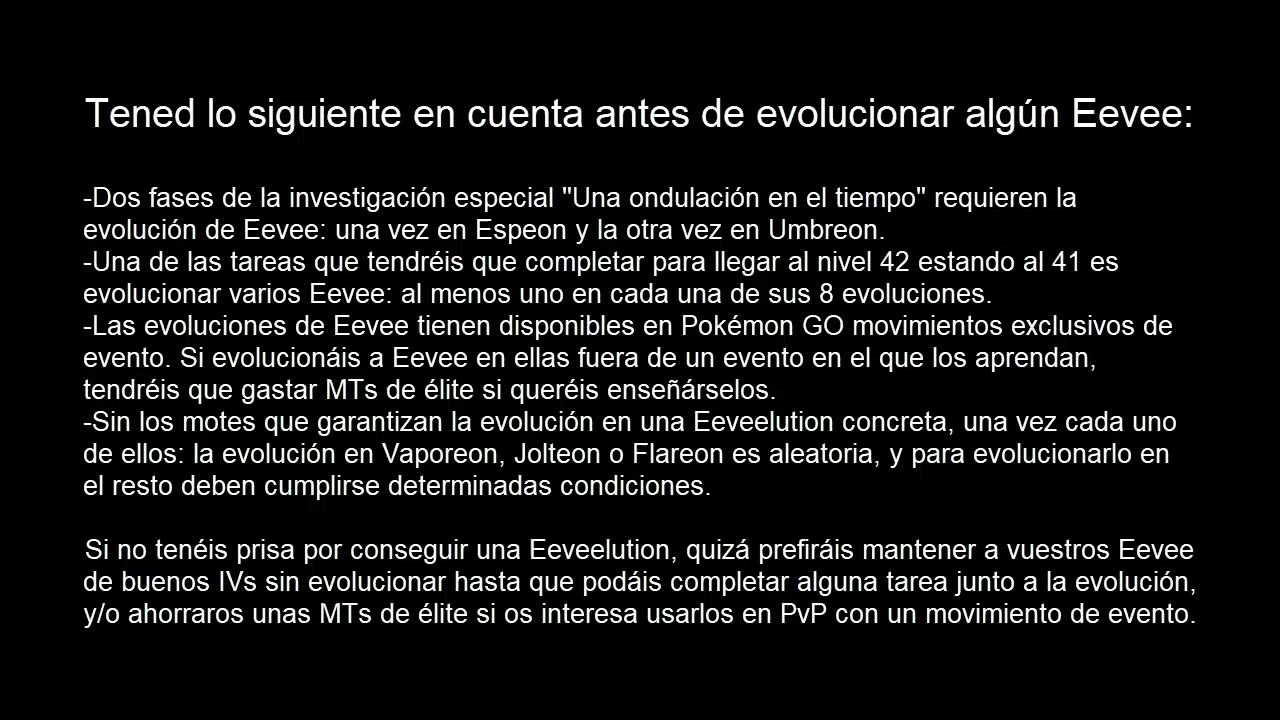 Tened lo siguiente en cuenta antes de evolucionar algún Eevee:
-Dos fases de la investigación especial "Una ondulación en el tiempo" requieren la
evolución de Eevee: una vez en Espeon y la otra vez en Umbreon.
-Una de las tareas que tendréis que completar para llegar al nivel 42 estando al 41 es
evolucionar varios Eevee: al menos uno en cada una de sus 8 evoluciones.
-Las evoluciones de Eevee tienen disponibles en Pokémon GO movimientos exclusivos de
evento. Si evolucionáis a Eevee en ellas fuera de un evento en el que los aprendan,
tendréis que gastar MTs de élite si queréis enseñárselos.
-Sin los motes que garantizan la evolución en una Eeveelution concreta, una vez cada uno
de ellos: la evolución en Vaporeon, Jolteon o Flareon es aleatoria, y para evolucionarlo en
el resto deben cumplirse determinadas condiciones.
Si no tenéis prisa por conseguir una Eeveelution, quizá prefiráis mantener a vuestros Eevee
de buenos IVs sin evolucionar hasta que podáis completar alguna tarea junto a la evolución,
y/o ahorraros unas MTs de élite si os interesa usarlos en PvP con un movimiento de evento.